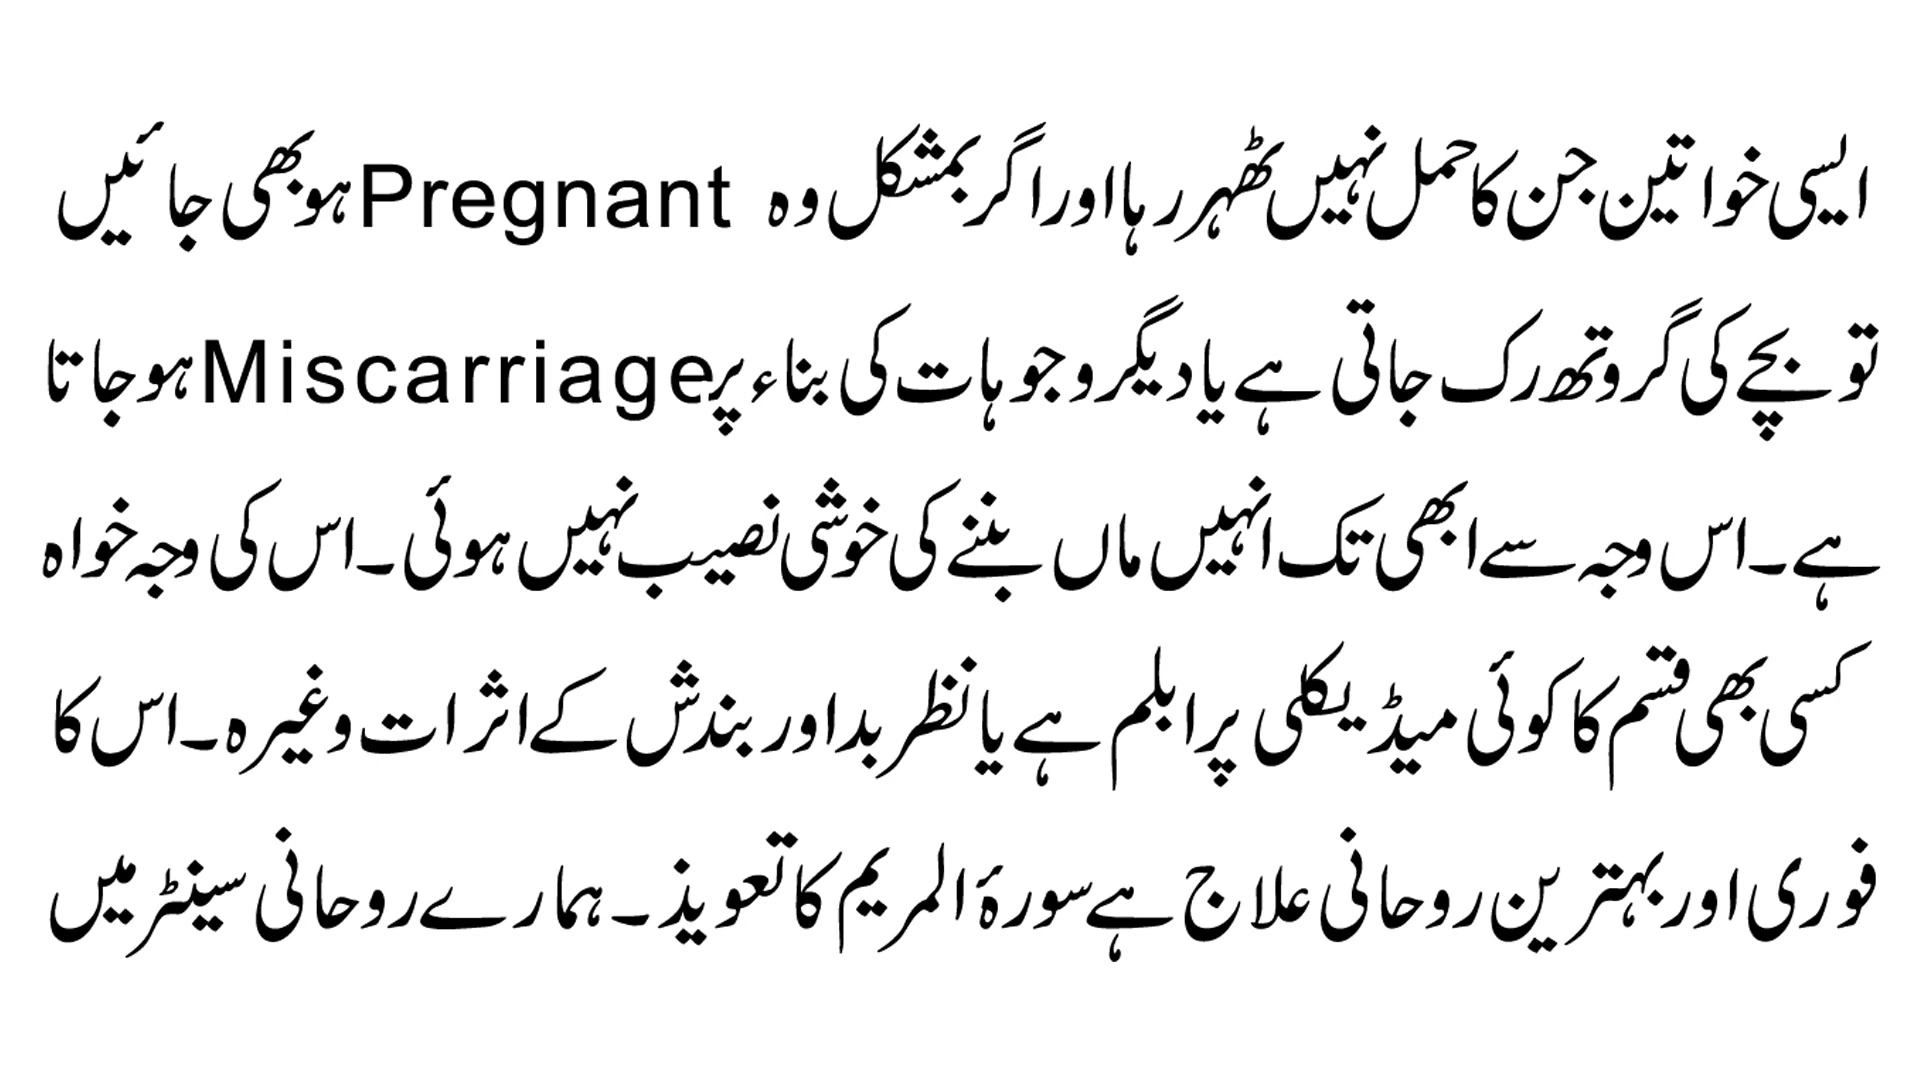 ایسی خواتین جن کا حمل نہیں ٹھہر رہا اور اگر بمشکل وہ Pregnant ہو بھی جائیں
تو بچے کی گروتھ رک جاتی ہے یا دیگر وجوہات کی بناء پر Miscarriage ہو جاتا
ہے۔ اس وجہ سے ابھی تک انہیں ماں بننے کی خوشی نصیب نہیں ہوئی۔ اس کی وجہ خواہ
کسی بھی قسم کا کوئی میڈیکلی پرابلم ہے یا نظر بد اور بندش کے اثرات وغیرہ۔ اس کا
فوری اور بہترین روحانی علاج ہے سورۂ المریم کا تعویذ۔ ہمارے روحانی سینٹر میں